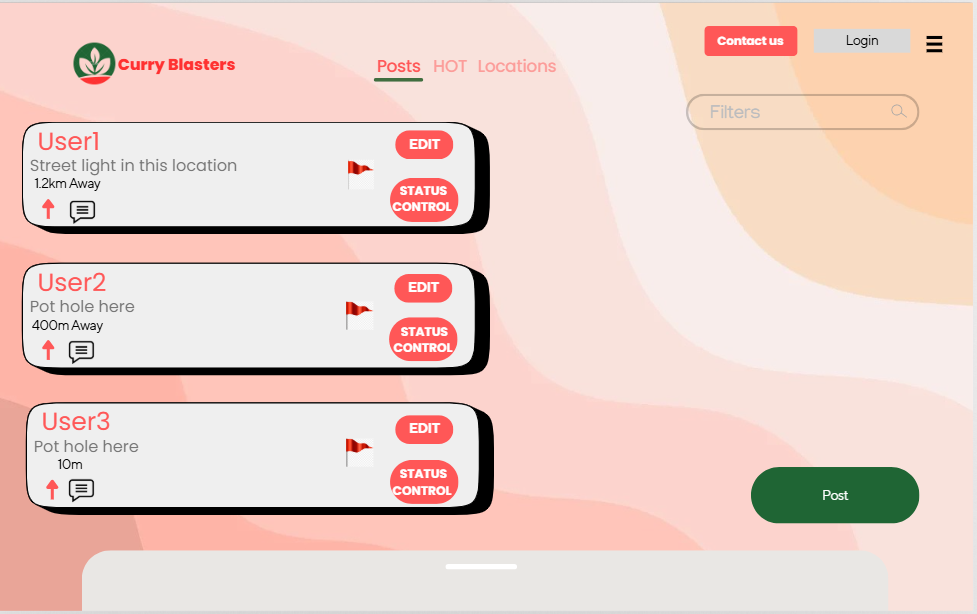 Contact us
Login
Curry Blasters
Posts HOT Locations
Filters
User1
Street light in this location
1.2km Away
EDIT
STATUS
CONTROL
User2
Pot hole here
400m Away
EDIT
STATUS
CONTROL
User3
Pot hole here
10m
EDIT
STATUS
CONTROL
Post